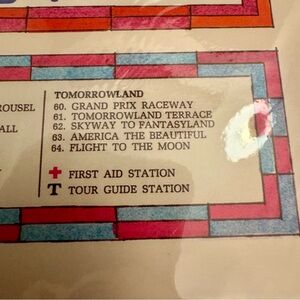 OUSEL
ALL
TOMORROWLAND
60. GRAND PRIX RACEWAY
61. TOMORROWLAND TERRACE
62. SKYWAY TO FANTASYLAND
63. AMERICA THE BEAUTIFUL
64. FLIGHT TO THE MOON
FIRST AID STATION
T TOUR GUIDE STATION